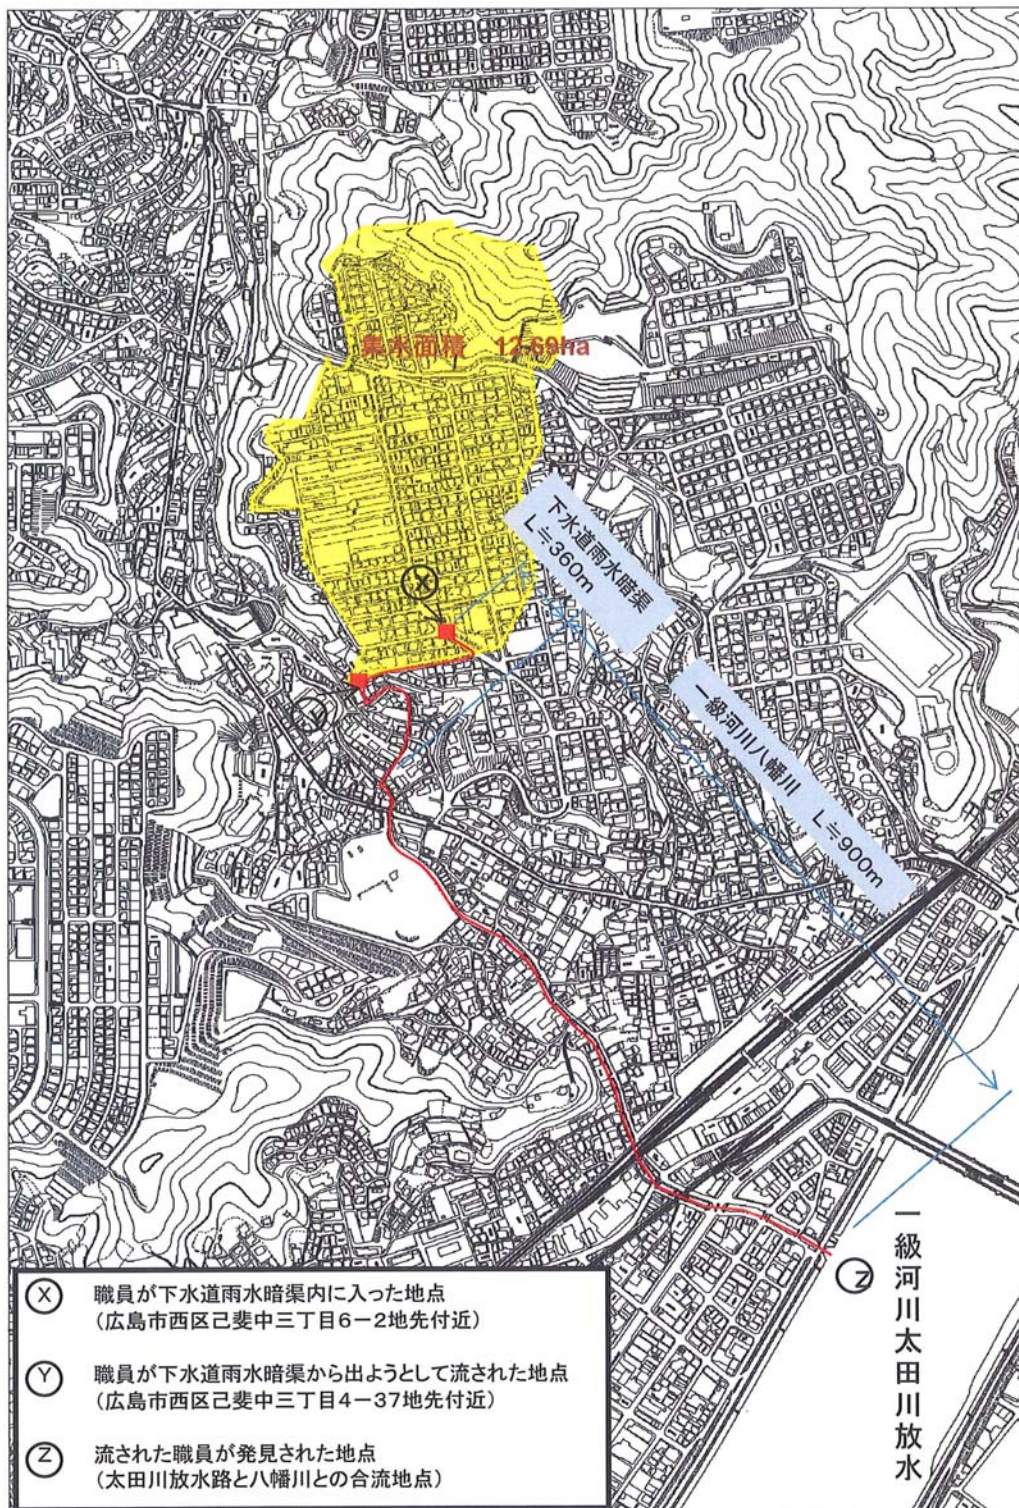 集水面積　12.69ha
下水道雨水暗渠
L≒360m
一級河川八幡川　L≒900m
X
Y
Z
一級河川太田川放水
X　職員が下水道雨水暗渠内に入った地点
(広島市西区己斐中三丁目6−2地先付近)
Y　職員が下水道雨水暗渠から出ようとして流された地点
(広島市西区己斐中三丁目4−37地先付近)
Z　流された職員が発見された地点
(太田川放水路と八幡川との合流地点)